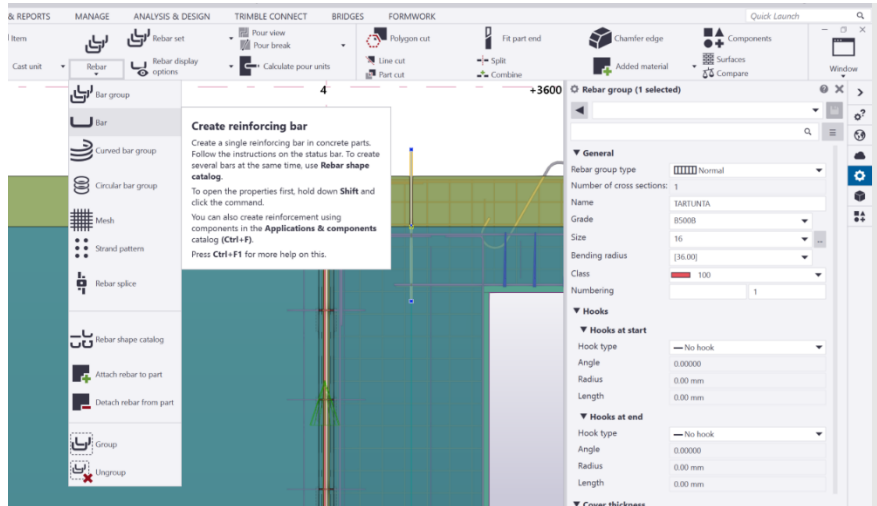 & REPORTS MANAGE ANALYSIS & DESIGN TRIMBLE CONNECT BRIDGES FORMWORK Quick Launch
Item
Rebar set
Pour view
Pour break
Polygon cut
Fit part end
Chamfer edge
Components
Cast unit
Rebar
Rebar display
options
Calculate pour units
Line cut
Part cut
Split
Combine
Added material
Surfaces
Compare
Window
Bar group
Bar
Curved bar group
Circular bar group
Mesh
Strand pattern
Rebar splice
Rebar shape catalog
Attach rebar to part
Detach rebar from part
Group
Ungroup
4
+3600
Create reinforcing bar
Create a single reinforcing bar in concrete parts.
Follow the instructions on the status bar. To create
several bars at the same time, use Rebar shape
catalog.
To open the properties first, hold down Shift and
click the command.
You can also create reinforcement using
components in the Applications & components
catalog (Ctrl+F).
Press Ctrl+F1 for more help on this.
Rebar group (1 selected)
General
Rebar group type Normal
Number of cross sections: 1
Name TARTUNTA
Grade B500B
Size 16 ...
Bending radius [36.00]
Class 100
Numbering 1
Hooks
Hooks at start
Hook type No hook
Angle 0.00000
Radius 0.00 mm
Length 0.00 mm
Hooks at end
Hook type No hook
Angle 0.00000
Radius 0.00 mm
Length 0.00 mm
Cover thickness